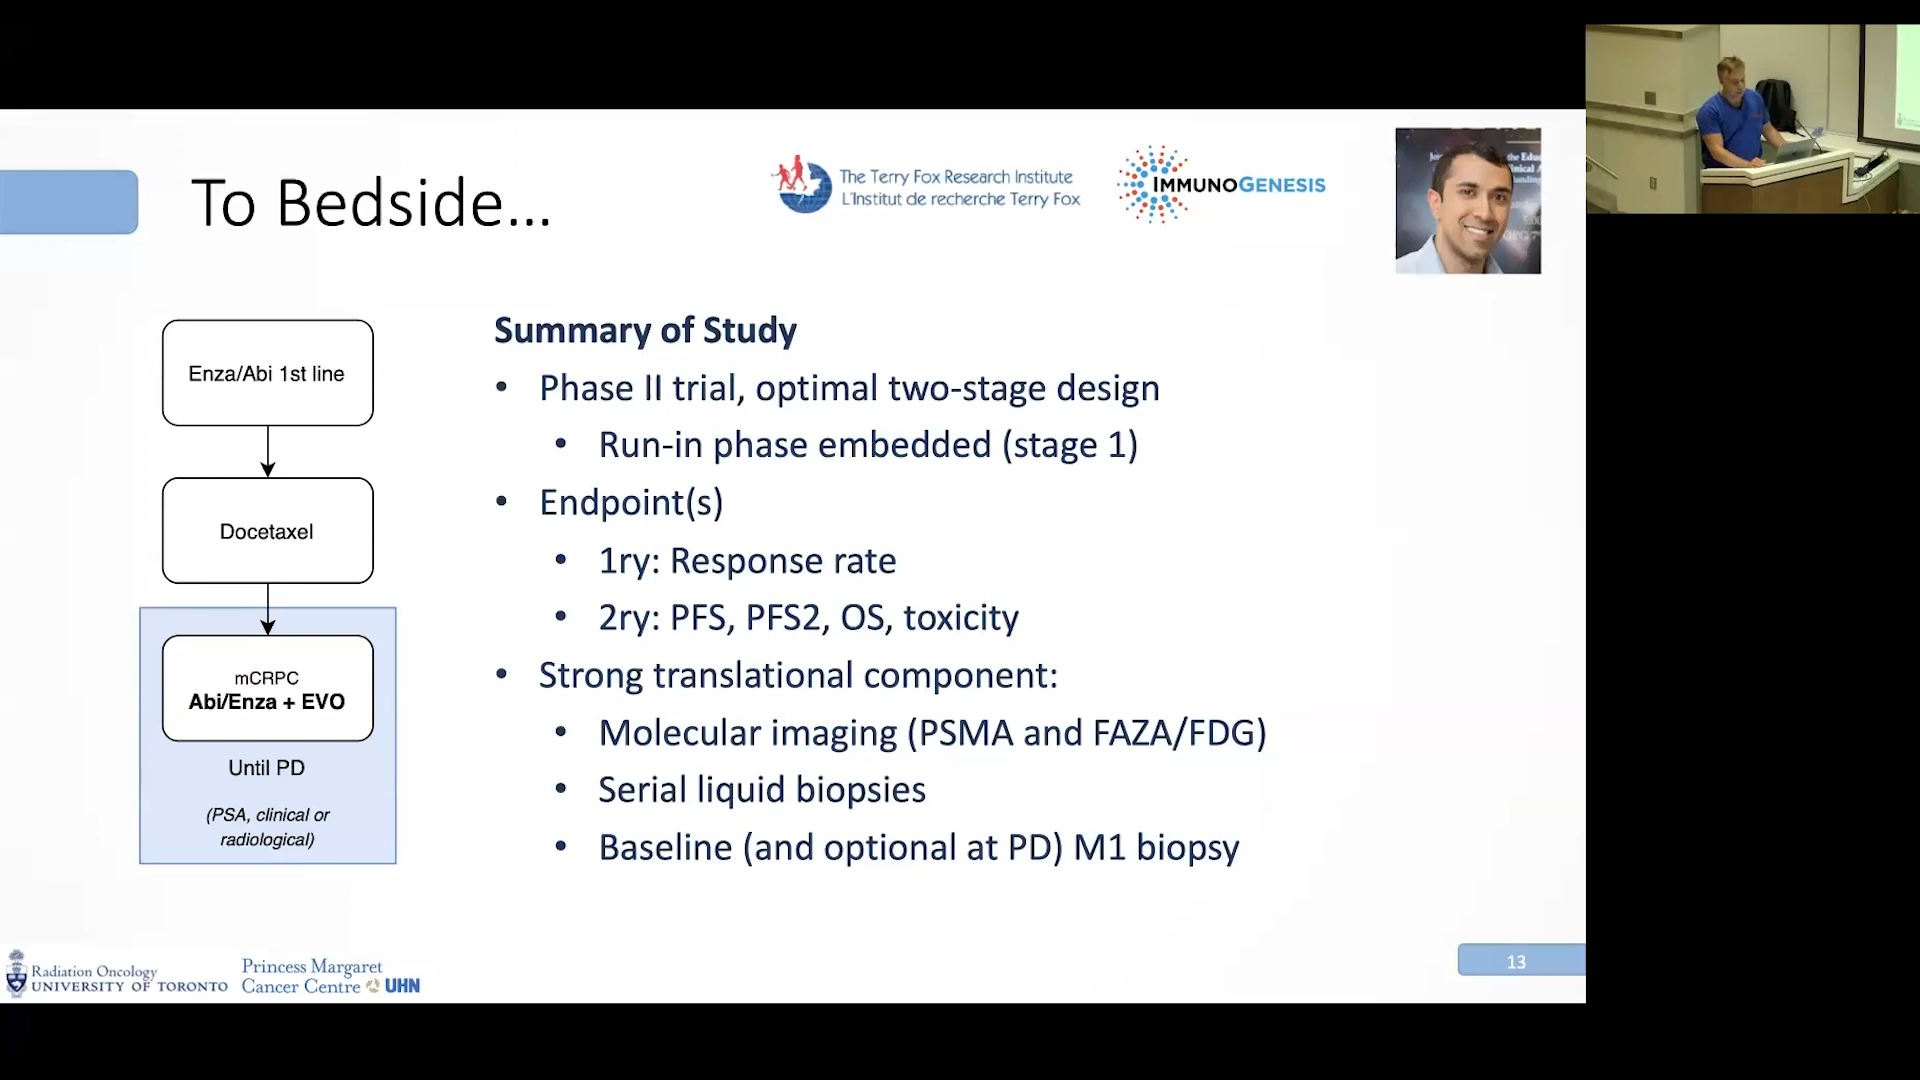 To Bedside...
The Terry Fox Research Institute
L'Institut de recherche Terry Fox
IMMUNOGENESIS
Enza/Abi 1st line
Docetaxel
mCRPC
Abi/Enza + EVO
Until PD
(PSA, clinical or
radiological)
Summary of Study
• Phase II trial, optimal two-stage design
• Run-in phase embedded (stage 1)
• Endpoint(s)
• 1ry: Response rate
• 2ry: PFS, PFS2, OS, toxicity
• Strong translational component:
• Molecular imaging (PSMA and FAZA/FDG)
• Serial liquid biopsies
• Baseline (and optional at PD) M1 biopsy
Radiation Oncology
UNIVERSITY OF TORONTO
Princess Margaret
Cancer Centre UHN
13